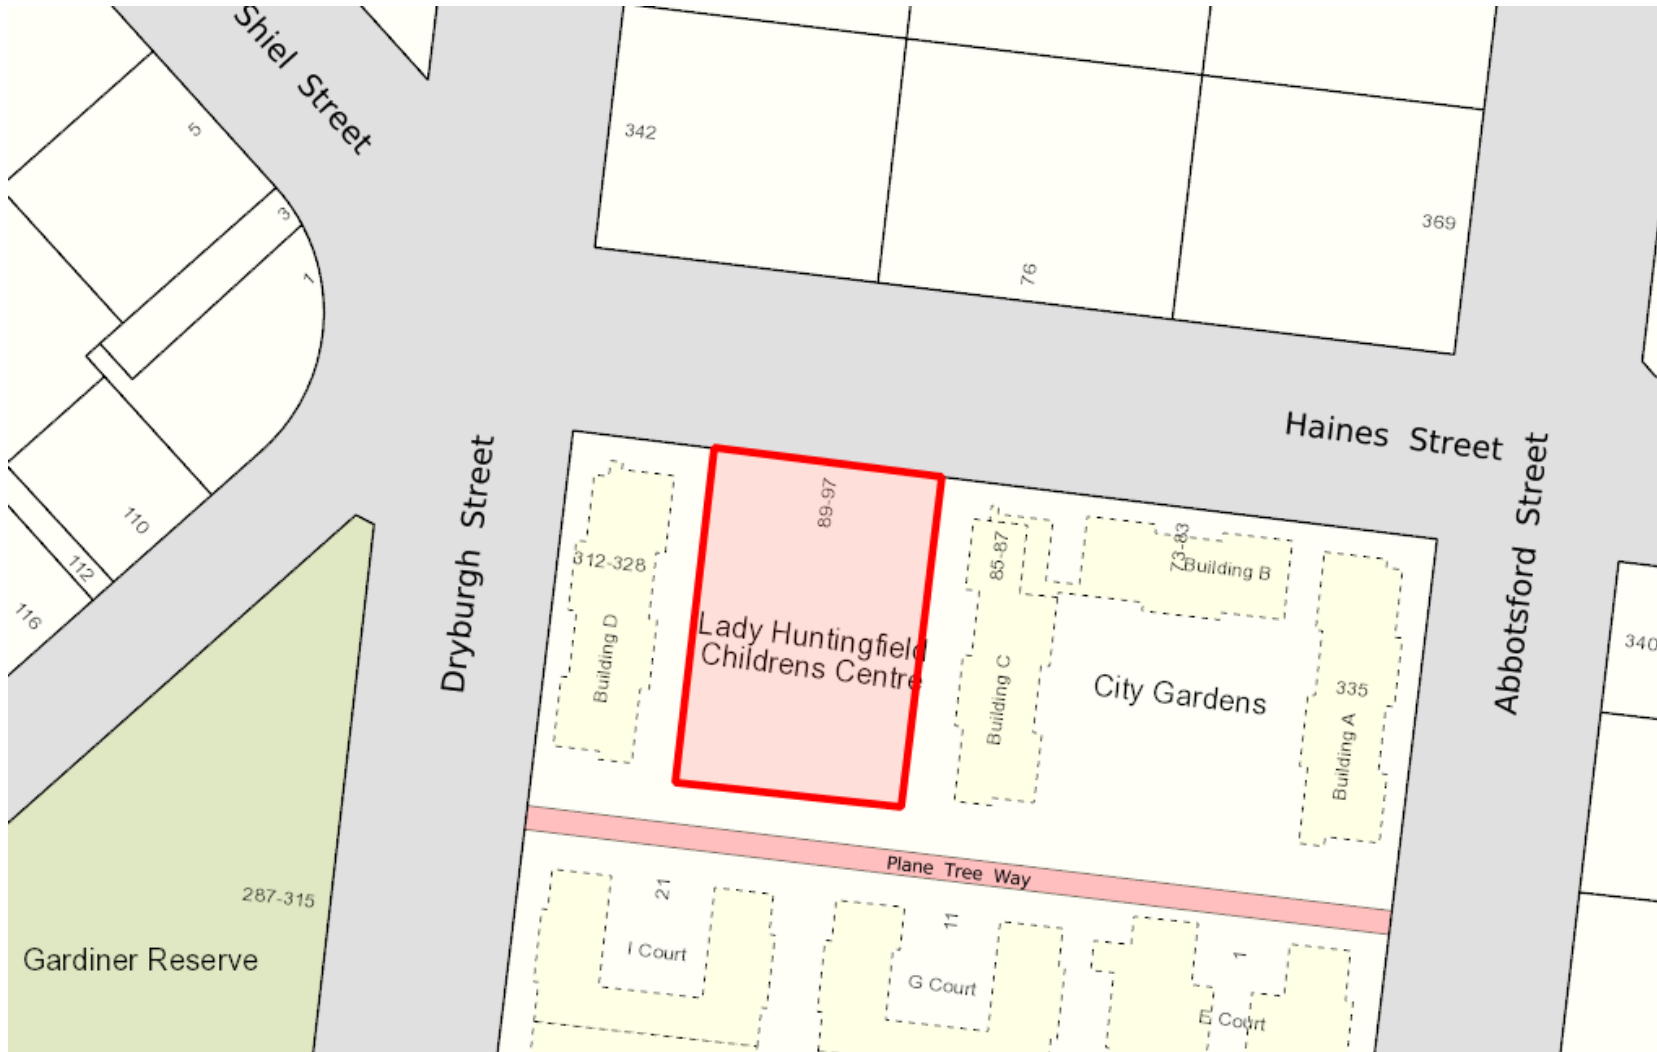 Shiel Street
5
3
1
342
369
76
Haines Street
Abbotsford Street
Dryburgh Street
110
112
116
89-97
312-328
Building D
Lady Huntingfield
Childrens Centre
85-87
73-83
Building B
Building C
City Gardens
335
Building A
340
Plane Tree Way
287-315
Gardiner Reserve
21
I Court
11
G Court
1
E Court